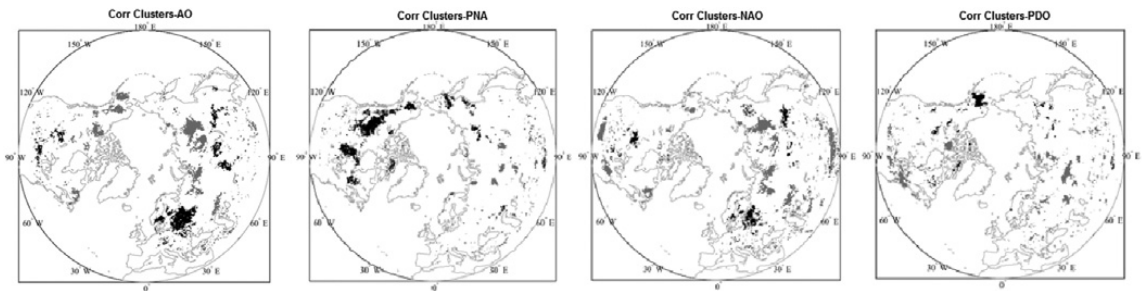 Corr Clusters-AO
180° E
150° W
150° E
120° W
120° E
90° W
90° E
60° W
60° E
30° W
30° E
0°
Corr Clusters-PNA
180° E
150° W
150° E
120° W
120° E
90° W
90° E
60° W
60° E
30° W
30° E
0°
Corr Clusters-NAO
180° E
150° W
150° E
120° W
120° E
90° W
90° E
60° W
60° E
30° W
30° E
0°
Corr Clusters-PDO
180° E
150° W
150° E
120° W
120° E
90° W
90° E
60° W
60° E
30° W
30° E
0°